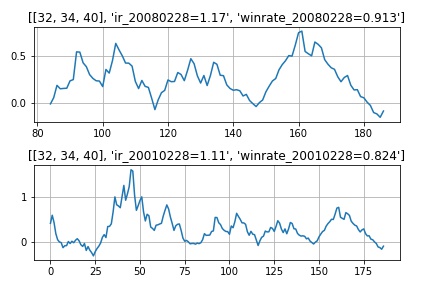 [[32, 34, 40], 'ir_20080228=1.17', 'winrate_20080228=0.913']
0.5
0.0
80 100 120 140 160 180
[[32, 34, 40], 'ir_20010228=1.11', 'winrate_20010228=0.824']
1
0
0 25 50 75 100 125 150 175